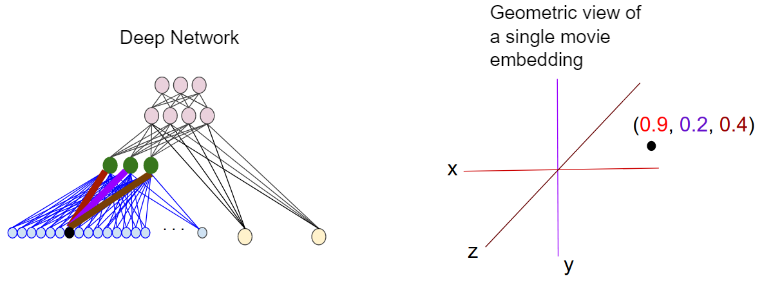 Deep Network
Geometric view of
a single movie
embedding
(0.9, 0.2, 0.4)
x
z
y
. . .